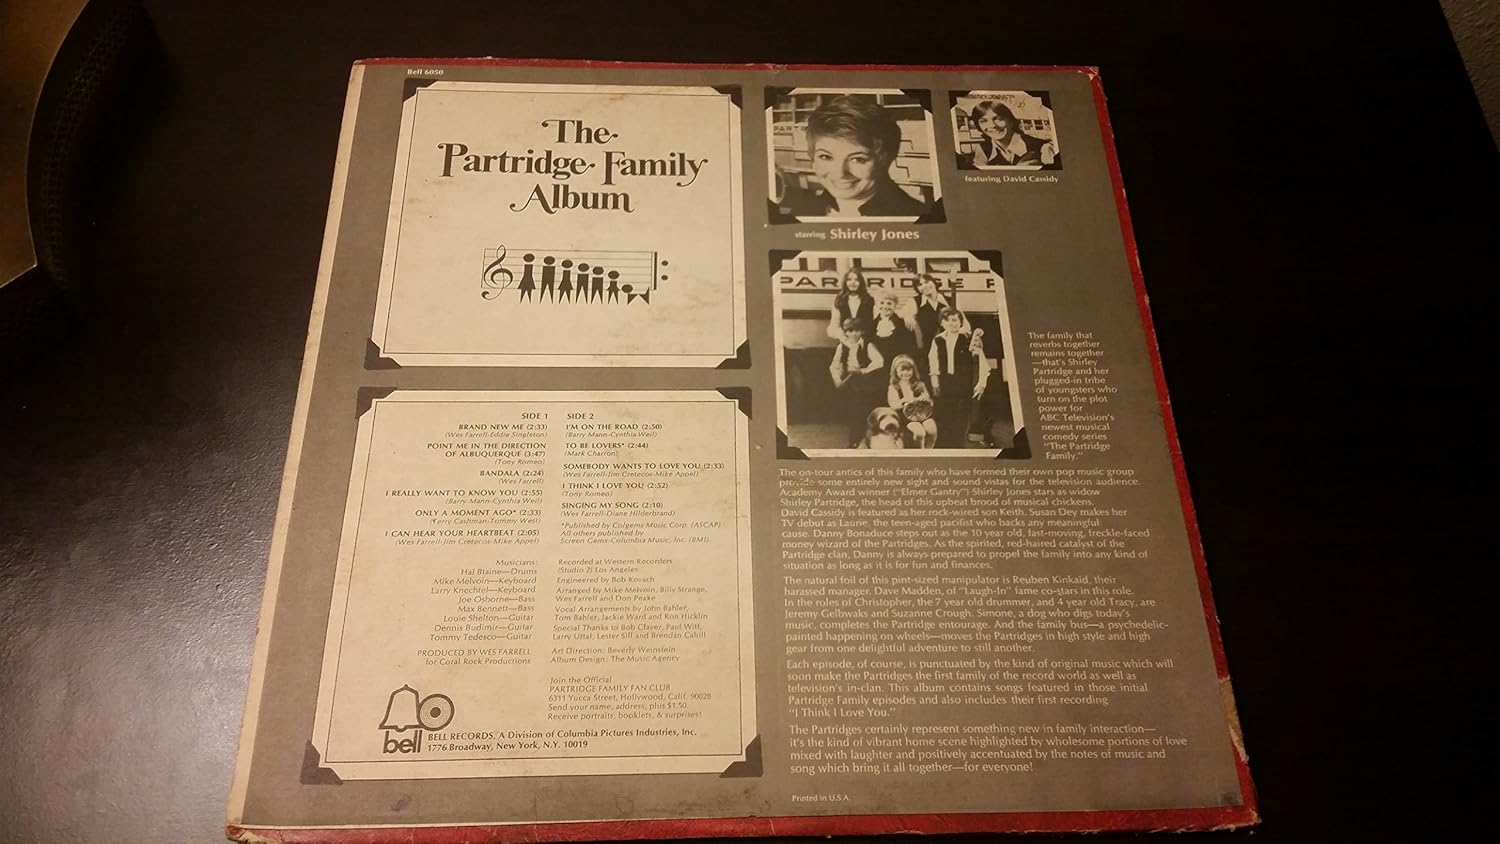 Bell 6050
The
Partridge Family
Album
starring Shirley Jones
featuring David Cassidy
PARTRIDGE F
The family that
reverbs together
remains together
—that's Shirley
Partridge and her
plugged-in tribe
of youngsters who
turn on the plot
power for
ABC Television's
newest musical
comedy series
"The Partridge
Family."
The on-tour antics of this family who have formed their own pop music group
provide some entirely new sight and sound vistas for the television audience.
Academy Award winner ("Elmer Gantry") Shirley Jones stars as widow
Shirley Partridge, the head of this upbeat brood of musical chickens.
David Cassidy is featured as her rock-wired son Keith. Susan Dey makes her
TV debut as Laurie, the teen-aged pacifist who backs any meaningful
cause. Danny Bonaduce steps out as the 10 year old, fast-moving, freckle-faced
money wizard of the Partridges. As the spirited, red-haired catalyst of the
Partridge clan, Danny is always prepared to propel the family into any kind of
situation as long as it is for fun and finances.
The natural foil of this pint-sized manipulator is Reuben Kinkaid, their
harassed manager. Dave Madden, of "Laugh-In" fame co-stars in this role.
In the roles of Christopher, the 7 year old drummer, and 4 year old Tracy, are
Jeremy Gelbwaks and Suzanne Crough. Simone, a dog who digs today's
music, completes the Partridge entourage. And the family bus—a psychedelic-
painted happening on wheels—moves the Partridges in high style and high
gear from one delightful adventure to still another.
Each episode, of course, is punctuated by the kind of original music which will
soon make the Partridges the first family of the record world as well as
television's in-clan. This album contains songs featured in those initial
Partridge Family episodes and also includes their first recording
"I Think I Love You."
The Partridges certainly represent something new in family interaction—
it's the kind of vibrant home scene highlighted by wholesome portions of love
mixed with laughter and positively accentuated by the notes of music and
song which bring it all together—for everyone!
Printed in U.S.A.
SIDE 1
BRAND NEW ME (2:33)
(Wes Farrell-Eddie Singleton)
POINT ME IN THE DIRECTION
OF ALBUQUERQUE (3:47)
(Tony Romeo)
BANDALA (2:24)
(Wes Farrell)
I REALLY WANT TO KNOW YOU (2:55)
(Barry Mann-Cynthia Weil)
ONLY A MOMENT AGO* (2:33)
(Terry Cashman-Tommy West)
I CAN HEAR YOUR HEARTBEAT (2:05)
(Wes Farrell-Jim Cretecos-Mike Appel)
SIDE 2
I'M ON THE ROAD (2:50)
(Barry Mann-Cynthia Weil)
TO BE LOVERS* (2:44)
(Mark Charron)
SOMEBODY WANTS TO LOVE YOU (2:33)
(Wes Farrell-Jim Cretecos-Mike Appel)
I THINK I LOVE YOU (2:52)
(Tony Romeo)
SINGING MY SONG (2:10)
(Wes Farrell-Diane Hilderbrand)
*Published by Colgems Music Corp. (ASCAP)
All others published by
Screen Gems-Columbia Music, Inc. (BMI)
Musicians:
Hal Blaine—Drums
Mike Melvoin—Keyboard
Larry Knechtel—Keyboard
Joe Osborne—Bass
Max Bennett—Bass
Louie Shelton—Guitar
Dennis Budimir—Guitar
Tommy Tedesco—Guitar
PRODUCED BY WES FARRELL
for Coral Rock Productions
Recorded at Western Recorders
(Studio 2) Los Angeles
Engineered by Bob Kovach
Arranged by Mike Melvoin, Billy Strange,
Wes Farrell and Don Peake
Vocal Arrangements by John Bahler,
Tom Bahler, Jackie Ward and Ron Hicklin
Special Thanks to Bob Claver, Paul Witt,
Larry Uttal, Lester Sill and Brendan Cahill
Art Direction: Beverly Weinstein
Album Design: The Music Agency
Join the Official
PARTRIDGE FAMILY FAN CLUB
6311 Yucca Street, Hollywood, Calif. 90028
Send your name, address, plus $1.50.
Receive portraits, booklets, & surprises!
bell
BELL RECORDS, A Division of Columbia Pictures Industries, Inc.
1776 Broadway, New York, N.Y. 10019